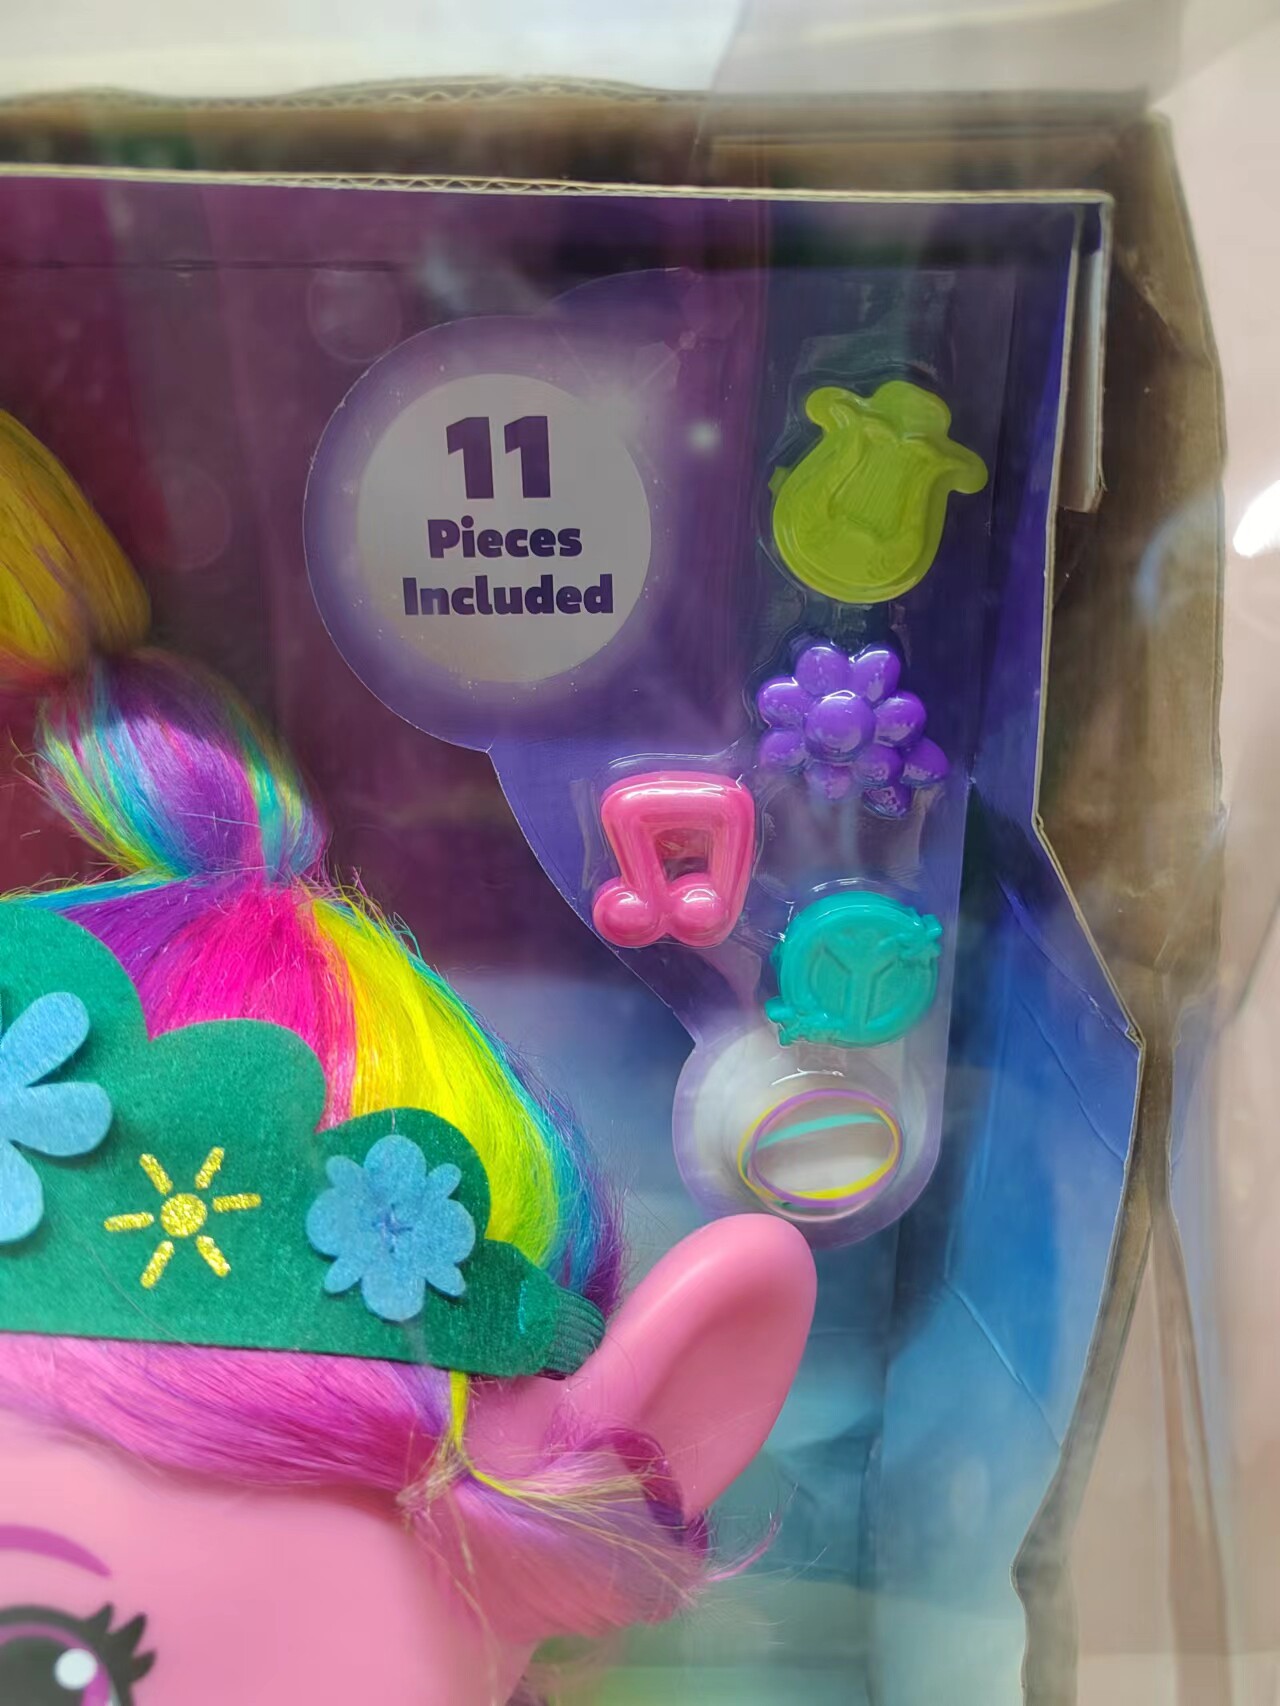 11
Pieces
Included